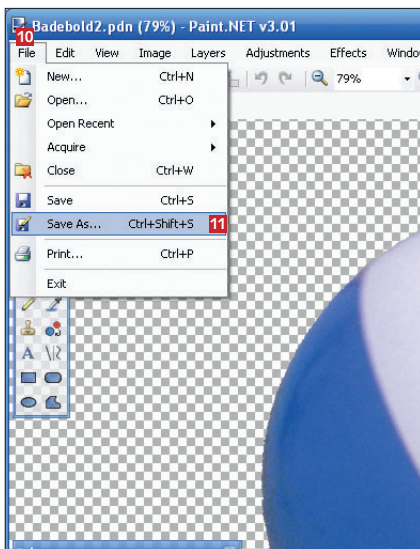 Badebold2.pdn (79%) - Paint.NET v3.01
10
File Edit View Image Layers Adjustments Effects Windo
New... Ctrl+N
79%
Open... Ctrl+O
Open Recent
Acquire
Close Ctrl+W
Save Ctrl+S
Save As... Ctrl+Shift+S 11
Print... Ctrl+P
Exit
A